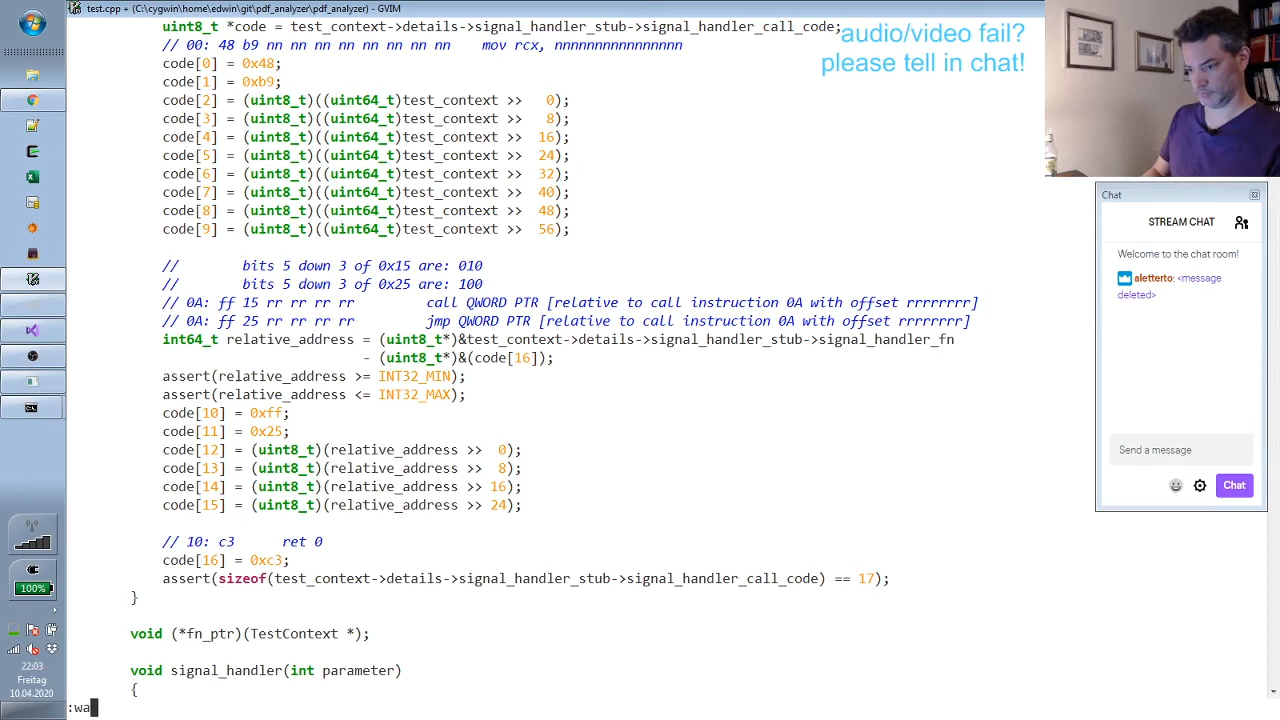 test.cpp + (C:\cygwin\home\edwin\git\pdf_analyzer\pdf_analyzer) - GVIM
uint8_t *code = test_context->details->signal_handler_stub->signal_handler_call_code;
// 00: 48 b9 nn nn nn nn nn nn nn nn    mov rcx, nnnnnnnnnnnnnnnn
code[0] = 0x48;
code[1] = 0xb9;
code[2] = (uint8_t)((uint64_t)test_context >>  0);
code[3] = (uint8_t)((uint64_t)test_context >>  8);
code[4] = (uint8_t)((uint64_t)test_context >> 16);
code[5] = (uint8_t)((uint64_t)test_context >> 24);
code[6] = (uint8_t)((uint64_t)test_context >> 32);
code[7] = (uint8_t)((uint64_t)test_context >> 40);
code[8] = (uint8_t)((uint64_t)test_context >> 48);
code[9] = (uint8_t)((uint64_t)test_context >> 56);
//        bits 5 down 3 of 0x15 are: 010
//        bits 5 down 3 of 0x25 are: 100
// 0A: ff 15 rr rr rr rr         call QWORD PTR [relative to call instruction 0A with offset rrrrrrrr]
// 0A: ff 25 rr rr rr rr         jmp QWORD PTR [relative to call instruction 0A with offset rrrrrrrr]
int64_t relative_address = (uint8_t*)&test_context->details->signal_handler_stub->signal_handler_fn
- (uint8_t*)&(code[16]);
assert(relative_address >= INT32_MIN);
assert(relative_address <= INT32_MAX);
code[10] = 0xff;
code[11] = 0x25;
code[12] = (uint8_t)(relative_address >>  0);
code[13] = (uint8_t)(relative_address >>  8);
code[14] = (uint8_t)(relative_address >> 16);
code[15] = (uint8_t)(relative_address >> 24);
// 10: c3      ret 0
code[16] = 0xc3;
assert(sizeof(test_context->details->signal_handler_stub->signal_handler_call_code) == 17);
}
void (*fn_ptr)(TestContext *);
void signal_handler(int parameter)
{
:wa
audio/video fail?
please tell in chat!
Chat
STREAM CHAT
Welcome to the chat room!
aletterto: <message
deleted>
Send a message
Chat
100%
22:03
Freitag
10.04.2020